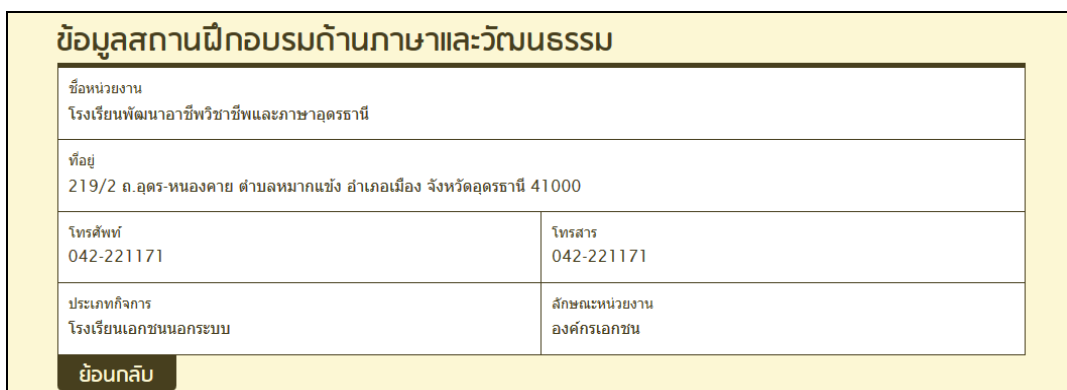 ข้อมูลสถานฝึกอบรมด้านภาษาและวัฒนธรรม
ชื่อหน่วยงาน
โรงเรียนพัฒนาอาชีพวิชาชีพและภาษาอุดรธานี
ที่อยู่
219/2 ถ.อุดร-หนองคาย ตำบลหมากแข้ง อำเภอเมือง จังหวัดอุดรธานี 41000
โทรศัพท์
042-221171
โทรสาร
042-221171
ประเภทกิจการ
โรงเรียนเอกชนนอกระบบ
ลักษณะหน่วยงาน
องค์กรเอกชน
ย้อนกลับ